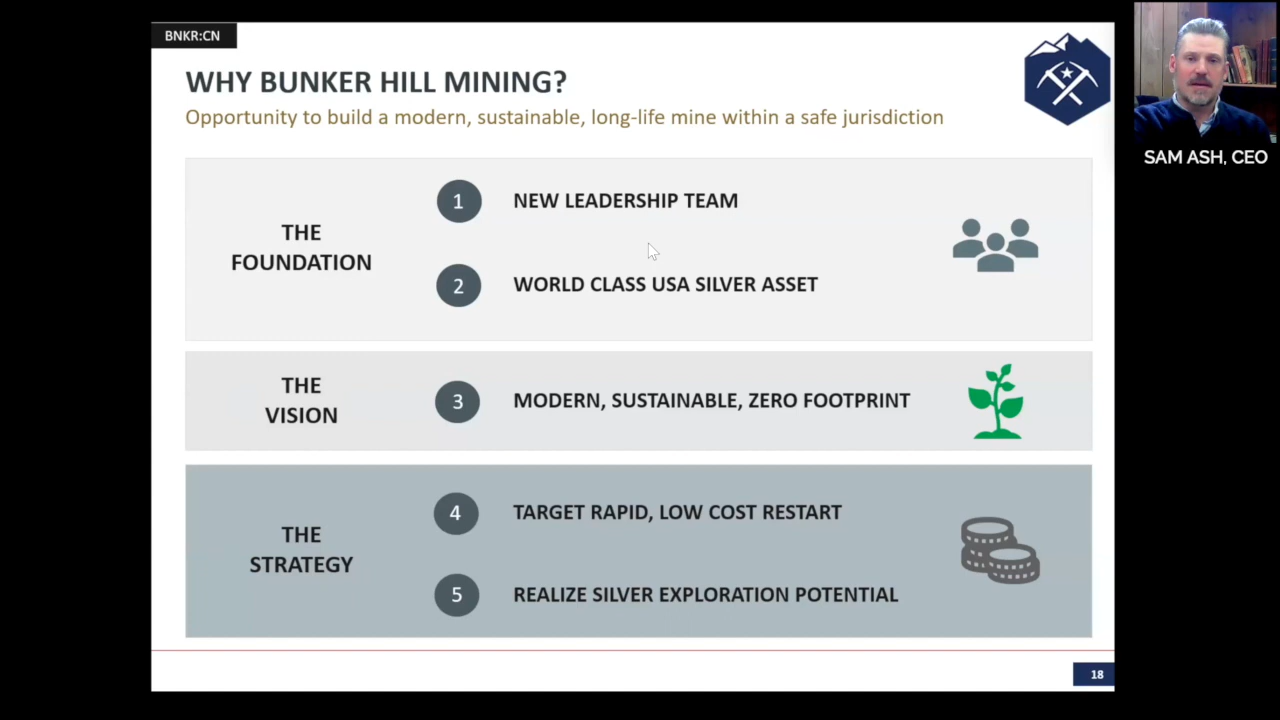 BNKR:CN
WHY BUNKER HILL MINING?
Opportunity to build a modern, sustainable, long-life mine within a safe jurisdiction
SAM ASH, CEO
THE
FOUNDATION
1
NEW LEADERSHIP TEAM
2
WORLD CLASS USA SILVER ASSET
THE
VISION
3
MODERN, SUSTAINABLE, ZERO FOOTPRINT
THE
STRATEGY
4
TARGET RAPID, LOW COST RESTART
5
REALIZE SILVER EXPLORATION POTENTIAL
18